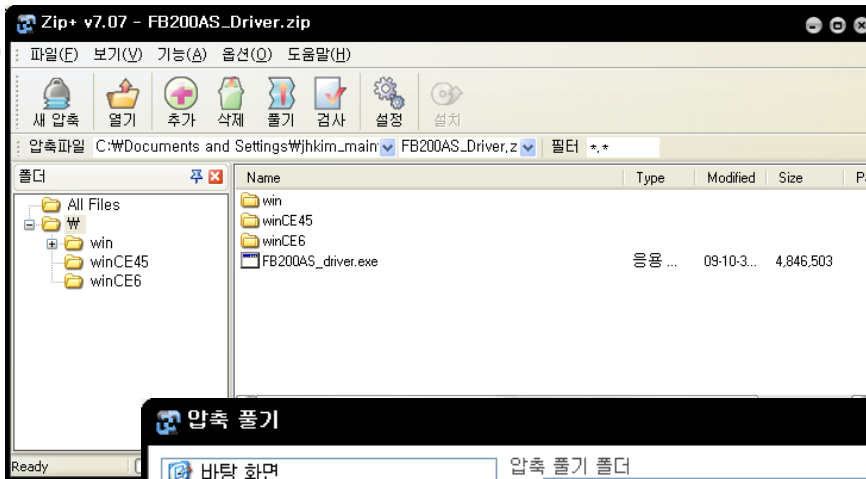 Zip+ v7.07 - FB200AS_Driver.zip
파일(F) 보기(V) 기능(A) 옵션(O) 도움말(H)
새 압축 열기 추가 삭제 풀기 검사 설정 설치
압축파일 C:₩Documents and Settings₩jhkim_main FB200AS_Driver,z 필터 *,*
폴더
All Files
₩
win
winCE45
winCE6
Name Type Modified Size
win
winCE45
winCE6
FB200AS_driver.exe 응용 ... 09-10-3... 4,846,503
Ready
압축 풀기
바탕 화면
압축 풀기 폴더